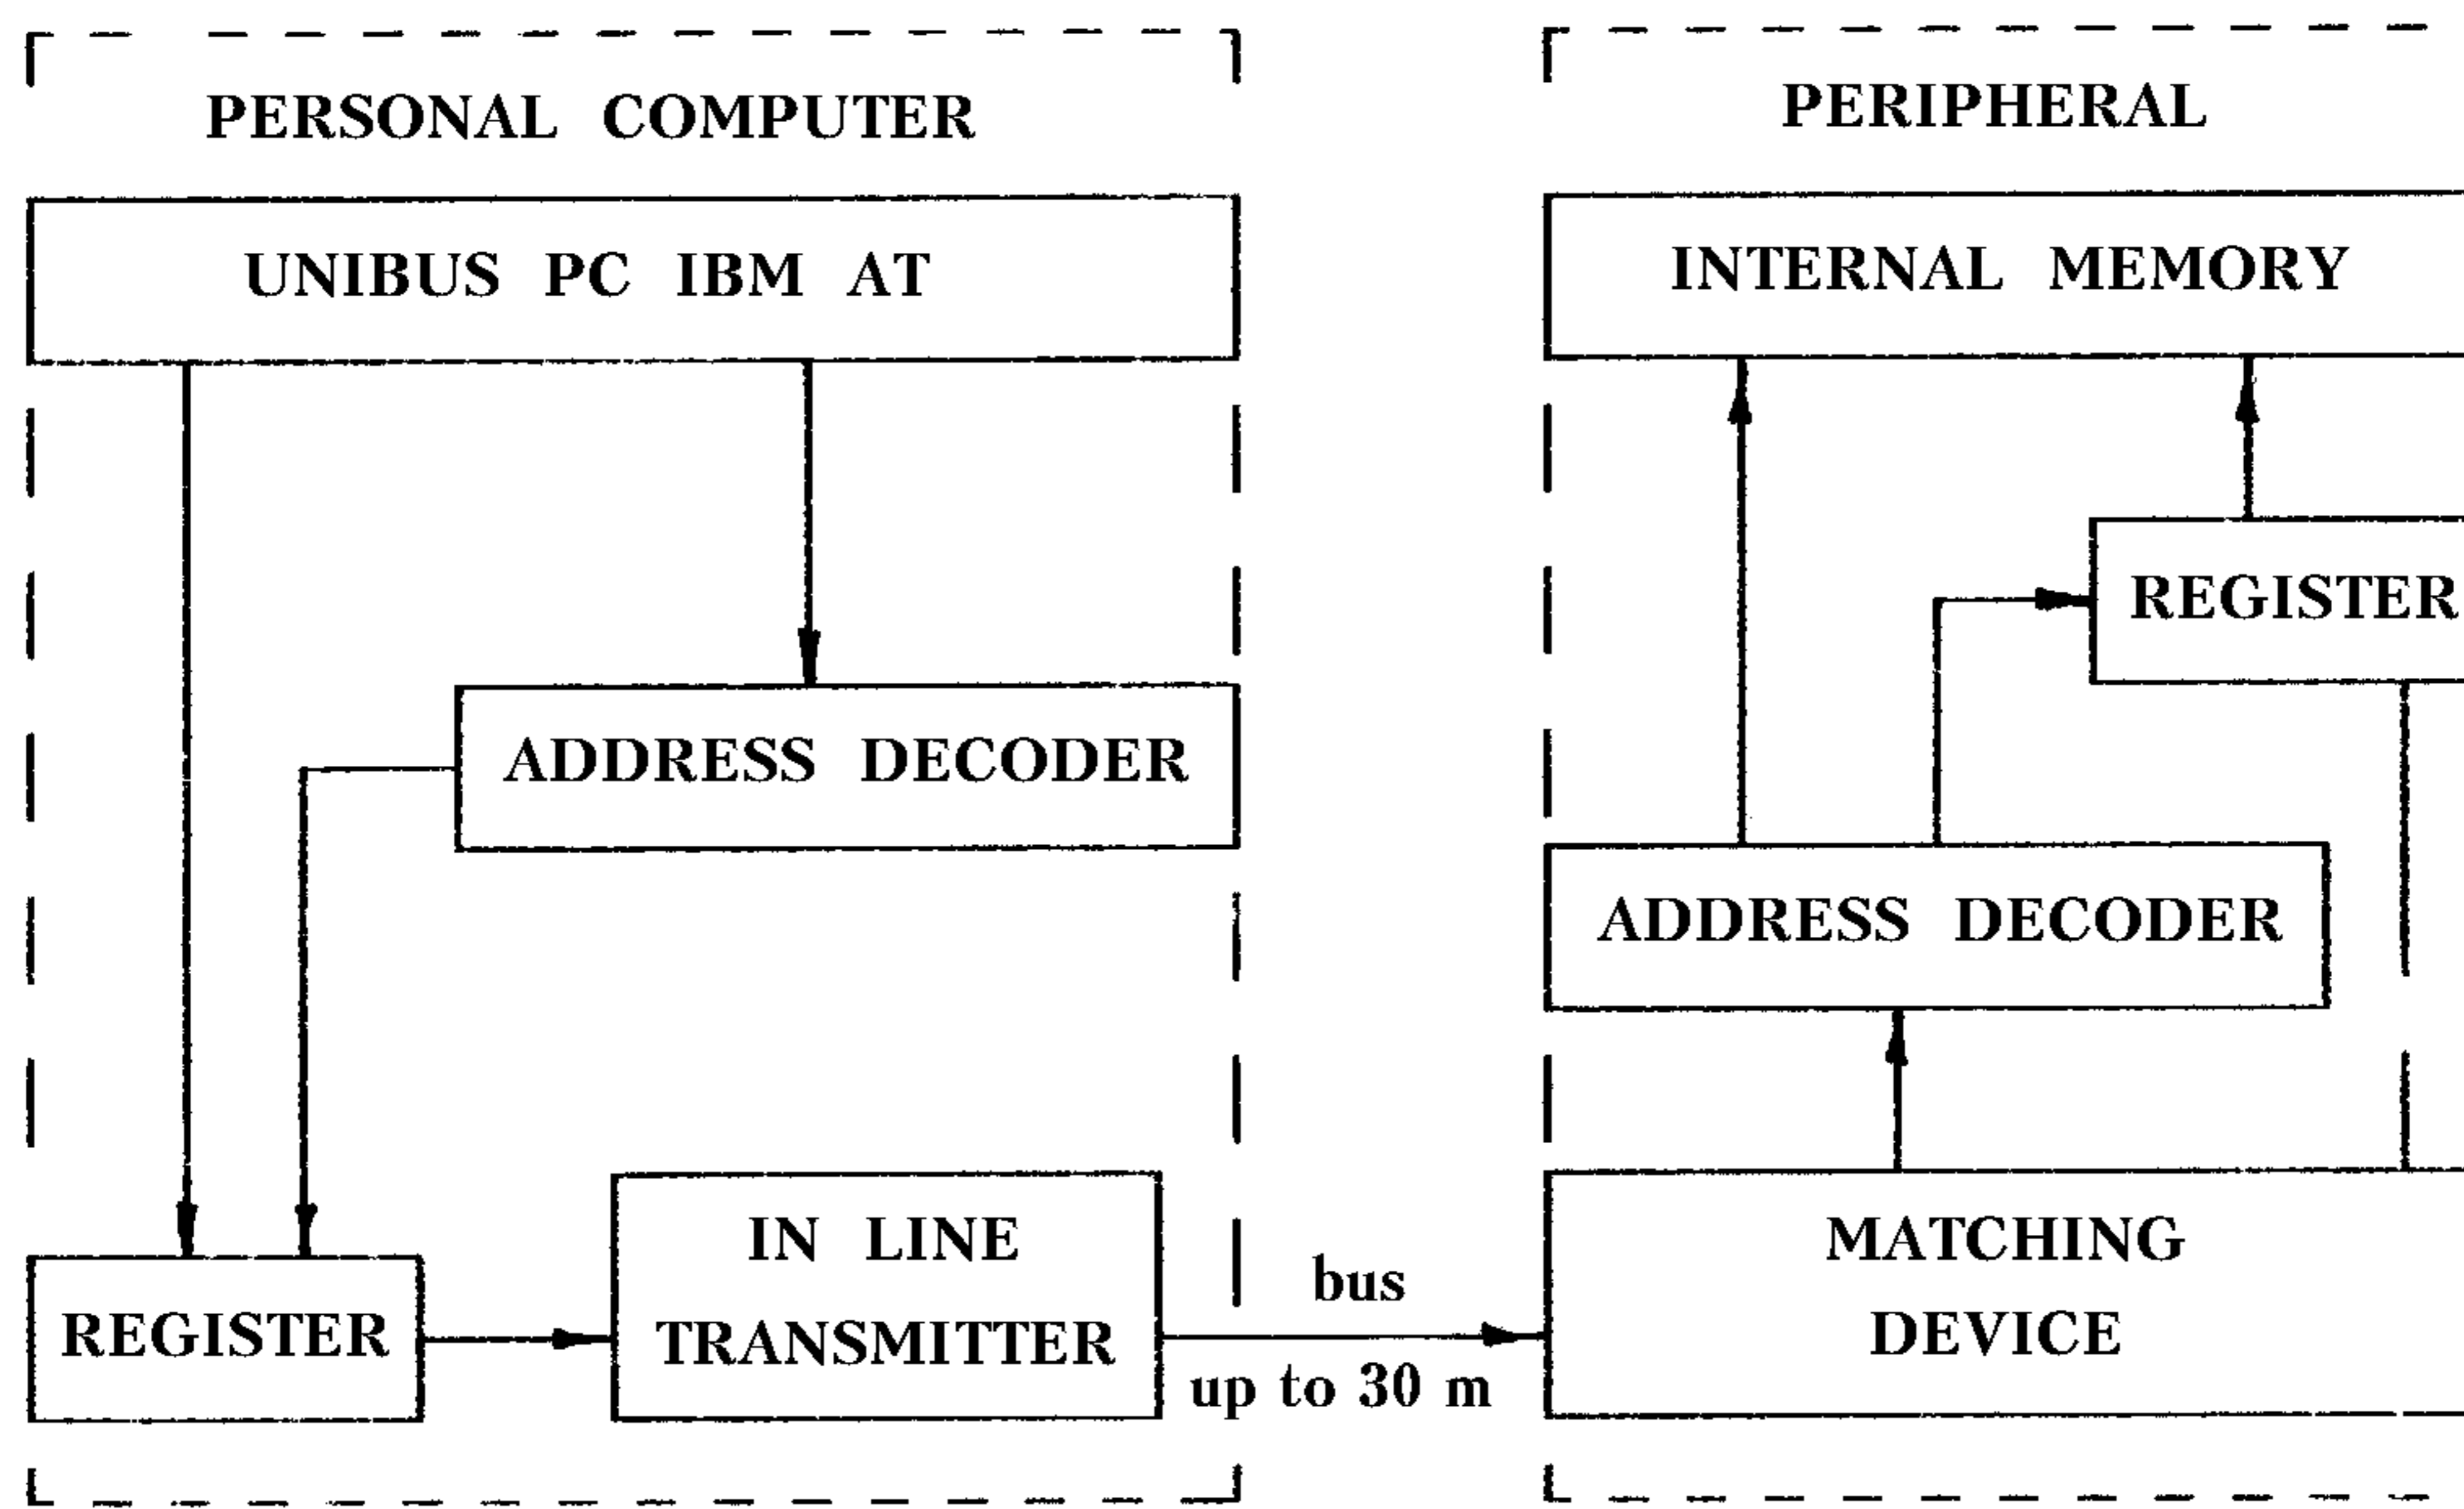 PERSONAL COMPUTER
UNIBUS PC IBM AT
ADDRESS DECODER
REGISTER
IN LINE
TRANSMITTER
bus
up to 30 m
PERIPHERAL
INTERNAL MEMORY
REGISTER
ADDRESS DECODER
MATCHING
DEVICE